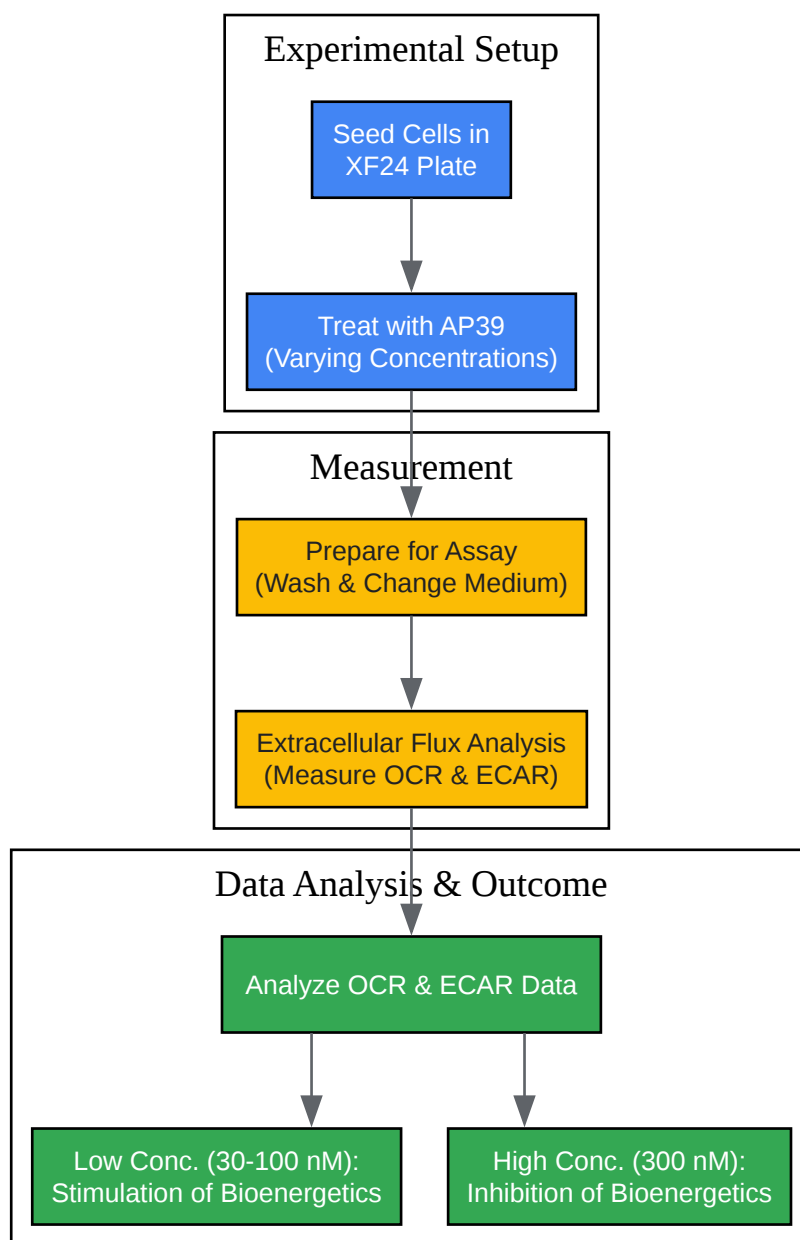 Experimental Setup
Seed Cells in
XF24 Plate
Treat with AP39
(Varying Concentrations)
Measurement
Prepare for Assay
(Wash & Change Medium)
Extracellular Flux Analysis
(Measure OCR & ECAR)
Data Analysis & Outcome
Analyze OCR & ECAR Data
Low Conc. (30-100 nM):
Stimulation of Bioenergetics
High Conc. (300 nM):
Inhibition of Bioenergetics